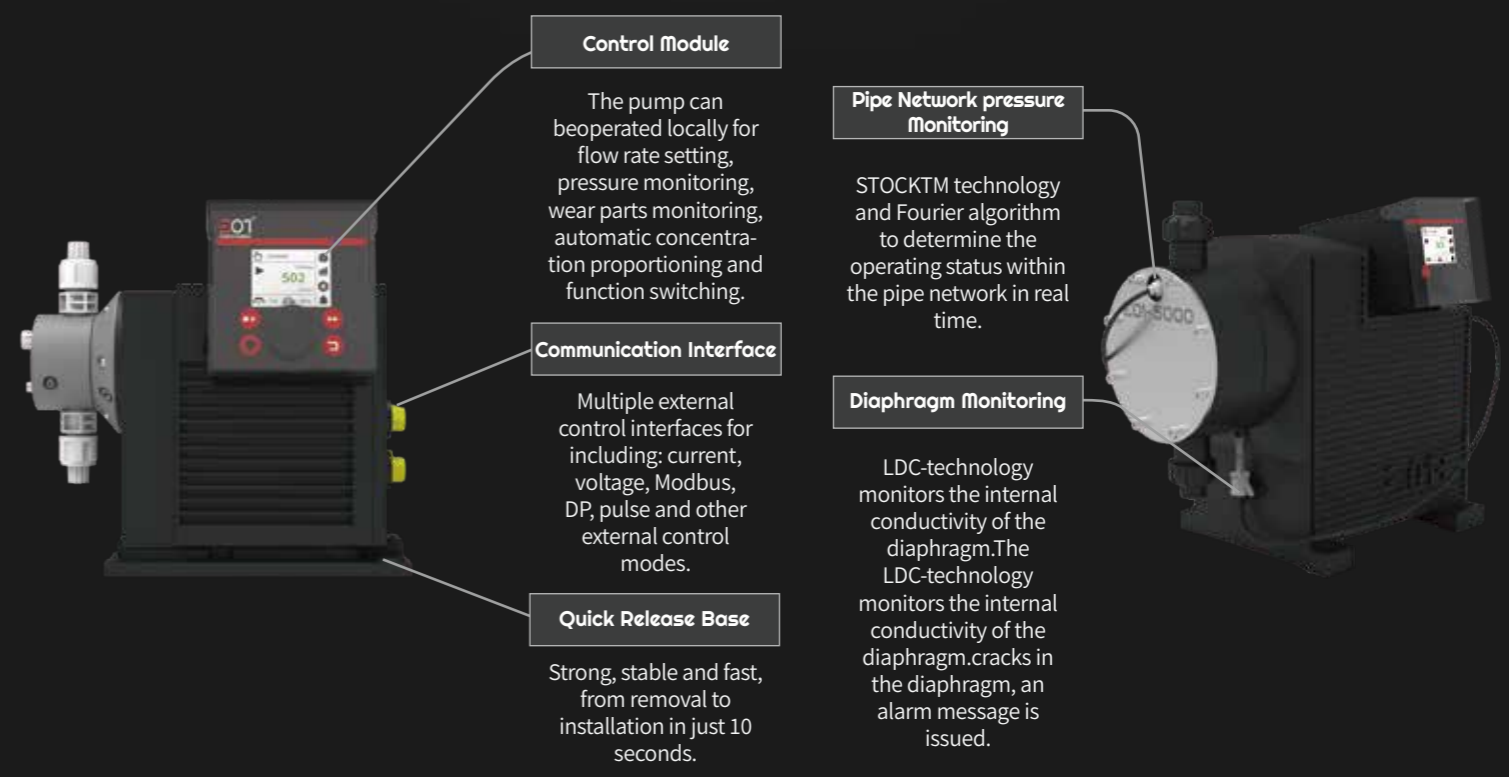 Control Module
The pump can
beoperated locally for
flow rate setting,
pressure monitoring,
wear parts monitoring,
automatic concentra-
tion proportioning and
function switching.
Communication Interface
Multiple external
control interfaces for
including: current,
voltage, Modbus,
DP, pulse and other
external control
modes.
Quick Release Base
Strong, stable and fast,
from removal to
installation in just 10
seconds.
Pipe Network pressure
Monitoring
STOCKTM technology
and Fourier algorithm
to determine the
operating status within
the pipe network in real
time.
Diaphragm Monitoring
LDC-technology
monitors the internal
conductivity of the
diaphragm.The
LDC-technology
monitors the internal
conductivity of the
diaphragm.cracks in
the diaphragm, an
alarm message is
issued.
502